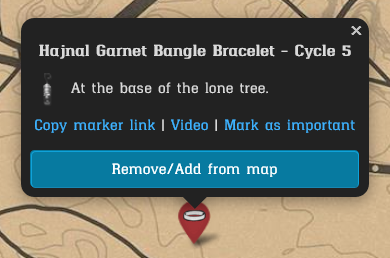 Hajnal Garnet Bangle Bracelet - Cycle 5
At the base of the lone tree.
Copy marker link | Video | Mark as important
Remove/Add from map